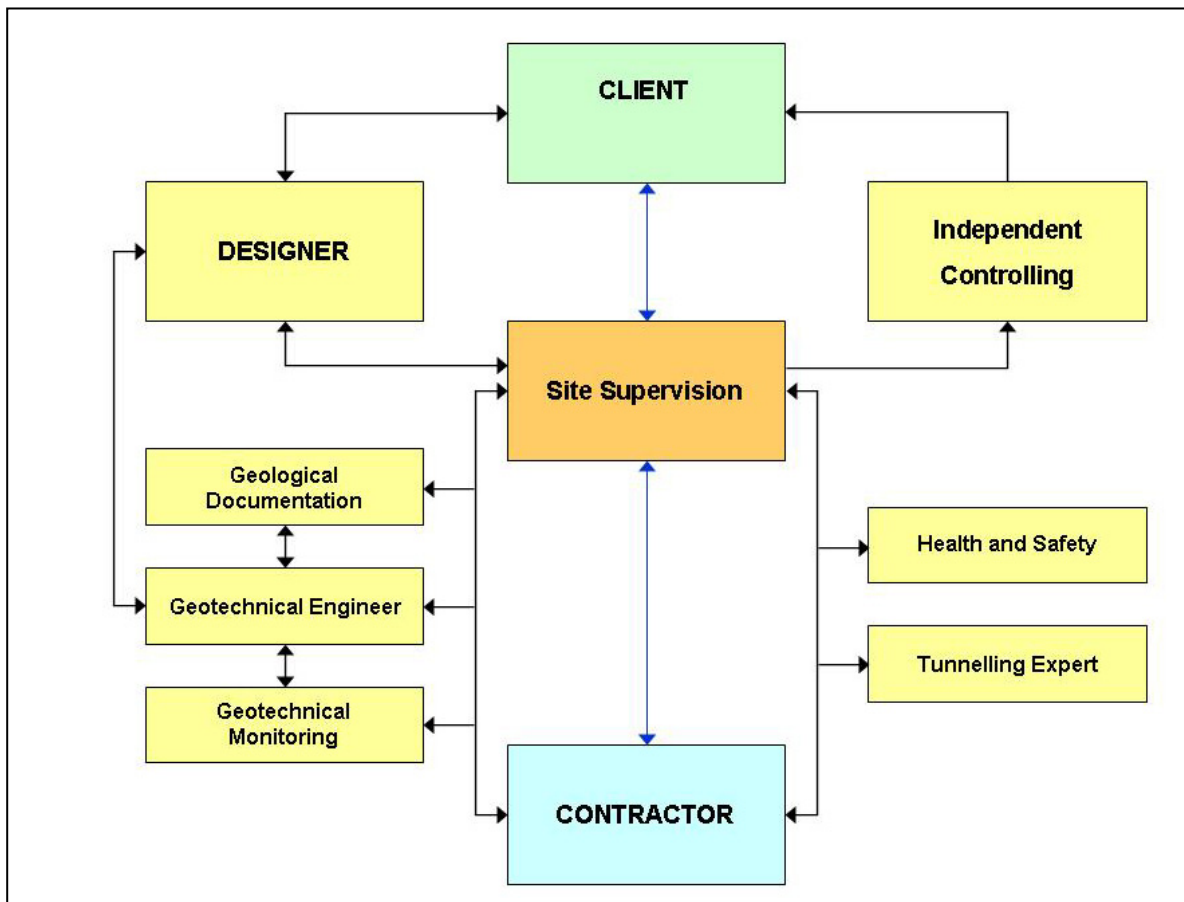 CLIENT
DESIGNER
Independent
Controlling
Site Supervision
Geological
Documentation
Geotechnical Engineer
Geotechnical
Monitoring
Health and Safety
Tunnelling Expert
CONTRACTOR